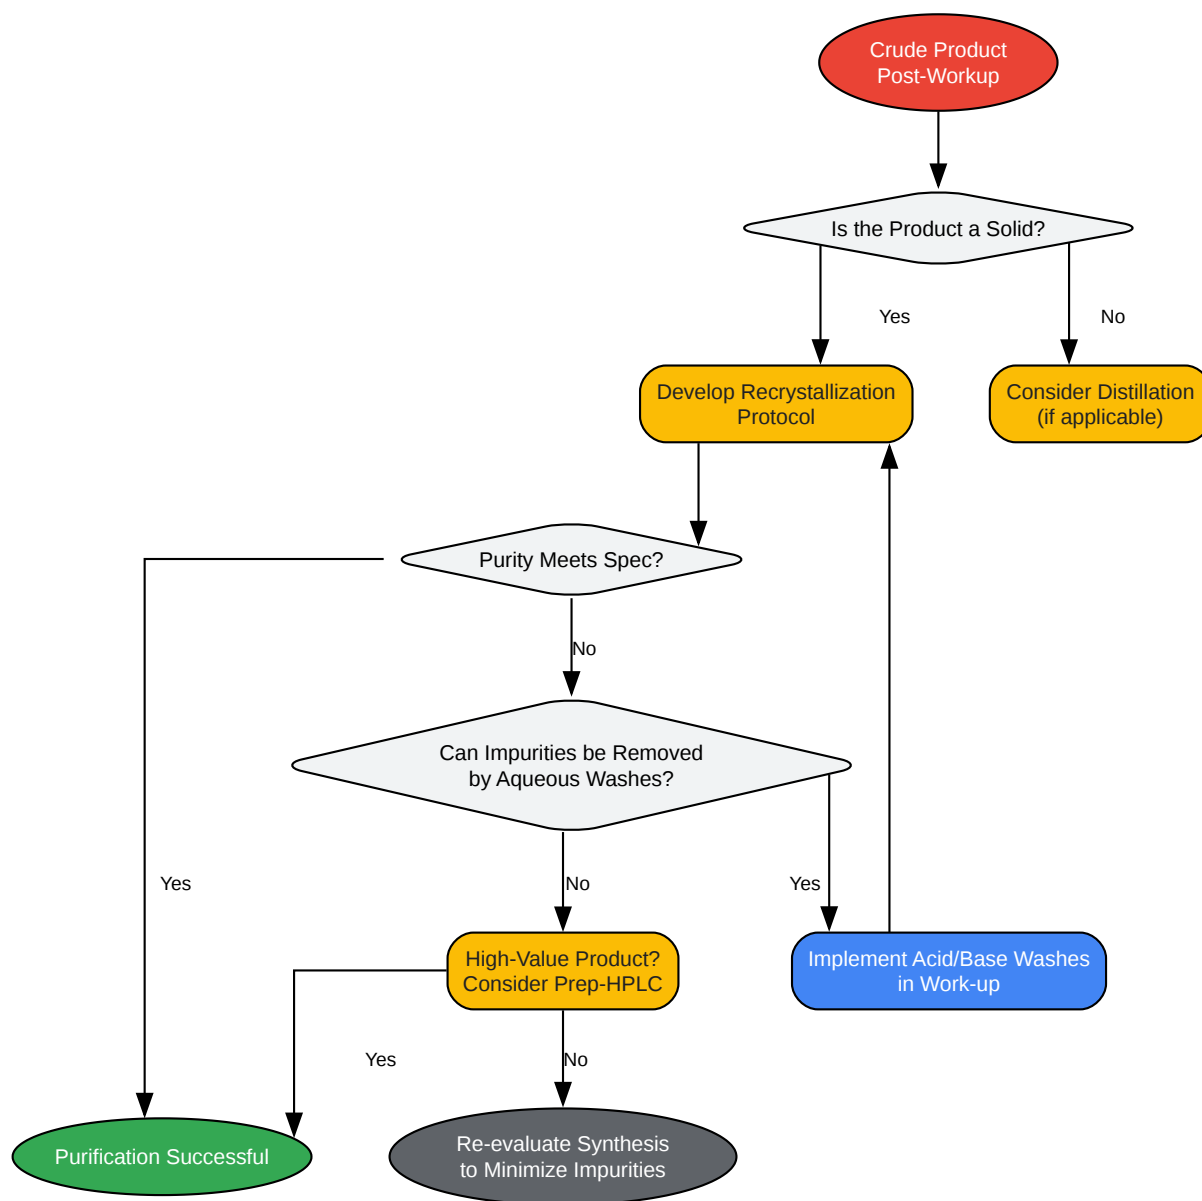 Crude Product
Post-Workup
Is the Product a Solid?
Yes
No
Develop Recrystallization
Protocol
Consider Distillation
(if applicable)
Purity Meets Spec?
No
Can Impurities be Removed
by Aqueous Washes?
Yes
No
Yes
High-Value Product?
Consider Prep-HPLC
Implement Acid/Base Washes
in Work-up
Yes
No
Purification Successful
Re-evaluate Synthesis
to Minimize Impurities